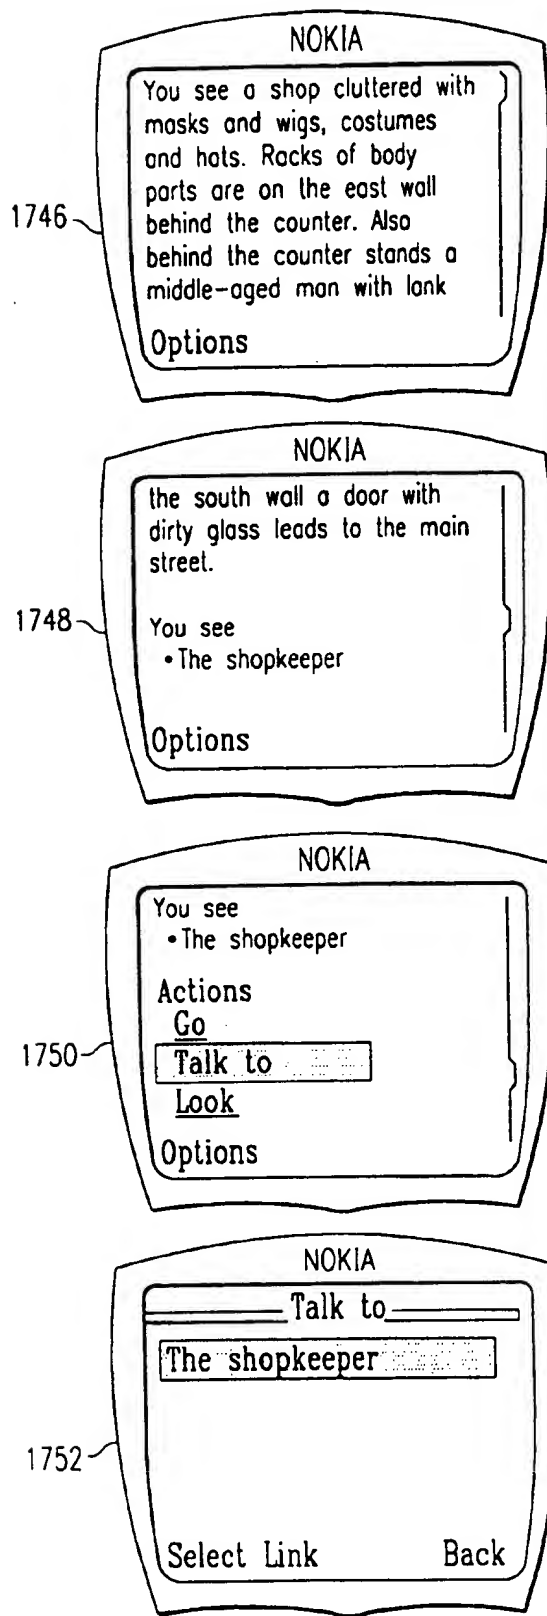 NOKIA
You see a shop cluttered with
masks and wigs, costumes
and hats. Racks of body
parts are on the east wall
behind the counter. Also
behind the counter stands a
middle-aged man with lank
Options
1746
NOKIA
the south wall a door with
dirty glass leads to the main
street.
You see
•The shopkeeper
Options
1748
NOKIA
You see
•The shopkeeper
Actions
Go
Talk to
Look
Options
1750
NOKIA
Talk to
The shopkeeper
Select Link Back
1752